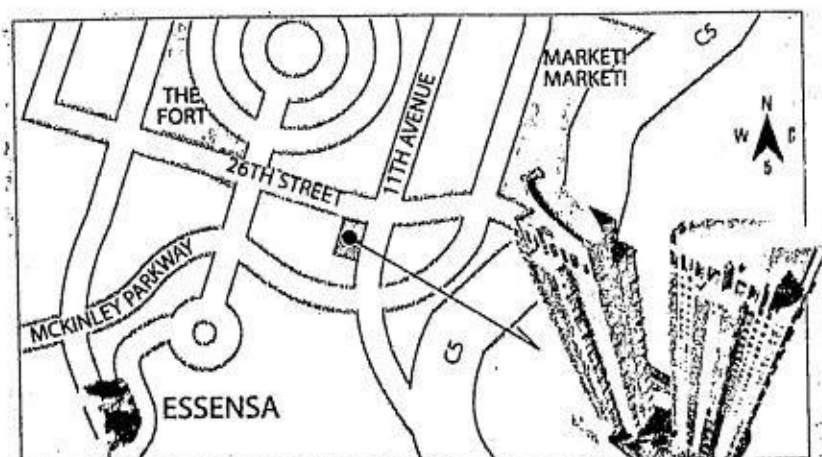 C5
MARKET!
MARKET!
THE
FORT
11TH AVENUE
N
W
26TH STREET
MCKINLEY PARKWAY
C5
ESSENSA